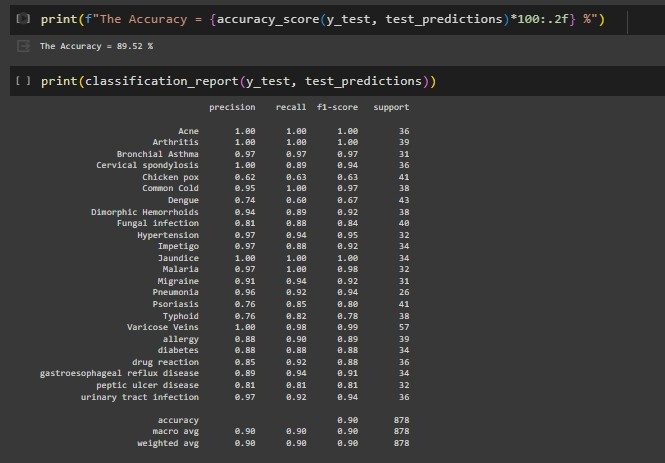 print(f"The Accuracy = {accuracy_score(y_test, test_predictions)*100:.2f} %")
The Accuracy = 89.52 %
[ ] print(classification_report(y_test, test_predictions))
precision recall f1-score support
Acne 1.00 1.00 1.00 36
Arthritis 1.00 1.00 1.00 39
Bronchial Asthma 0.97 0.97 0.97 31
Cervical spondylosis 1.00 0.89 0.94 36
Chicken pox 0.62 0.63 0.63 41
Common Cold 0.95 1.00 0.97 38
Dengue 0.74 0.60 0.67 43
Dimorphic Hemorrhoids 0.94 0.89 0.92 38
Fungal infection 0.81 0.88 0.84 40
Hypertension 0.97 0.94 0.95 32
Impetigo 0.97 0.88 0.92 34
Jaundice 1.00 1.00 1.00 34
Malaria 0.97 1.00 0.98 32
Migraine 0.91 0.94 0.92 31
Pneumonia 0.96 0.92 0.94 26
Psoriasis 0.76 0.85 0.80 41
Typhoid 0.76 0.82 0.78 38
Varicose Veins 1.00 0.98 0.99 57
allergy 0.88 0.90 0.89 39
diabetes 0.88 0.88 0.88 34
drug reaction 0.85 0.92 0.88 36
gastroesophageal reflux disease 0.89 0.94 0.91 34
peptic ulcer disease 0.81 0.81 0.81 32
urinary tract infection 0.97 0.92 0.94 36
accuracy 0.90 878
macro avg 0.90 0.90 0.90 878
weighted avg 0.90 0.90 0.90 878